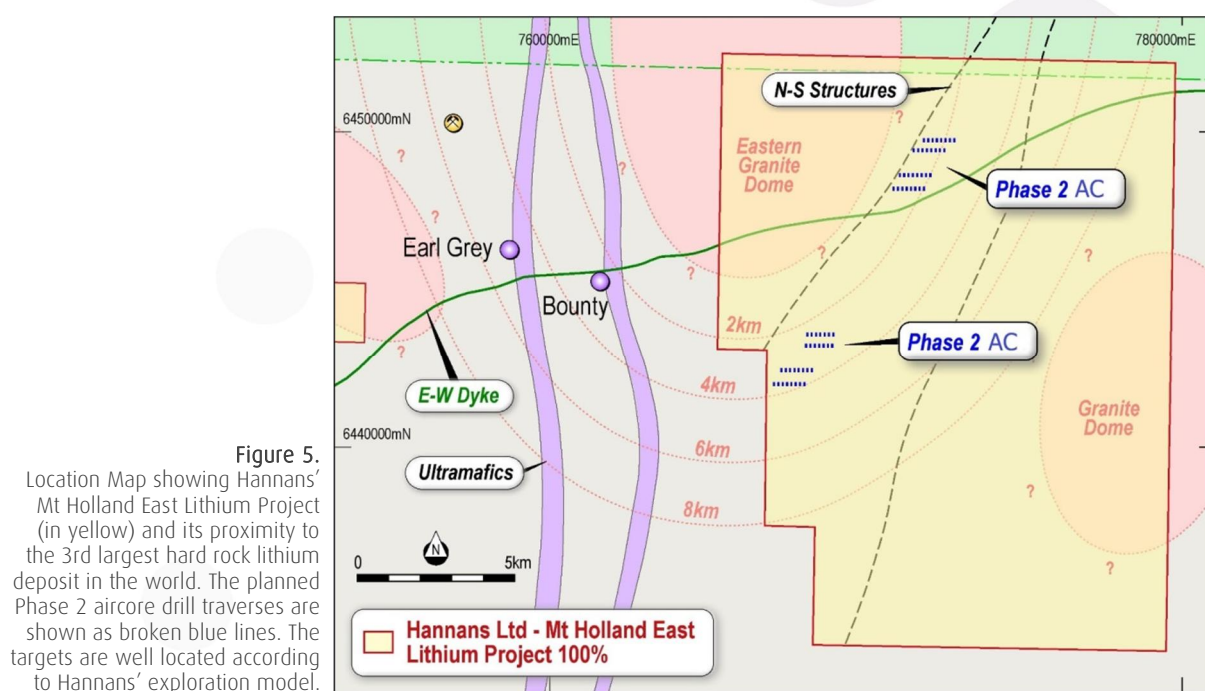 760000mE
780000mE
N-S Structures
6450000mN
?
?
?
Eastern
Granite
Dome
Phase 2 AC
?
Earl Grey
?
?
?
Bounty
2km
Phase 2 AC
?
4km
E-W Dyke
Granite
Dome
6440000mN
6km
Ultramafics
8km
?
N
0
5km
?
Hannans Ltd - Mt Holland East
Lithium Project 100%
Figure 5.
Location Map showing Hannans'
Mt Holland East Lithium Project
(in yellow) and its proximity to
the 3rd largest hard rock lithium
deposit in the world. The planned
Phase 2 aircore drill traverses are
shown as broken blue lines. The
targets are well located according
to Hannans' exploration model.